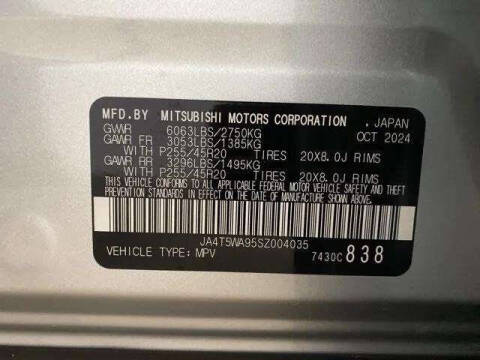 MFD.BY MITSUBISHI MOTORS CORPORATION , JAPAN
GVWR 6063LBS/2750KG OCT 2024
GAWR FR 3053LBS/1385KG
WITH P255/45R20 TIRES 20X8.0J RIMS
GAWR RR 3296LBS/1495KG
WITH P255/45R20 TIRES 20X8.0J RIMS
THIS VEHICLE CONFORMS TO ALL APPLICABLE FEDERAL MOTOR VEHICLE SAFETY AND THEFT
PREVENTION STANDARDS IN EFFECT ON THE DATE OF MANUFACTURE SHOWN ABOVE.
JA4T5WA95SZ004035
VEHICLE TYPE: MPV 7430C 838